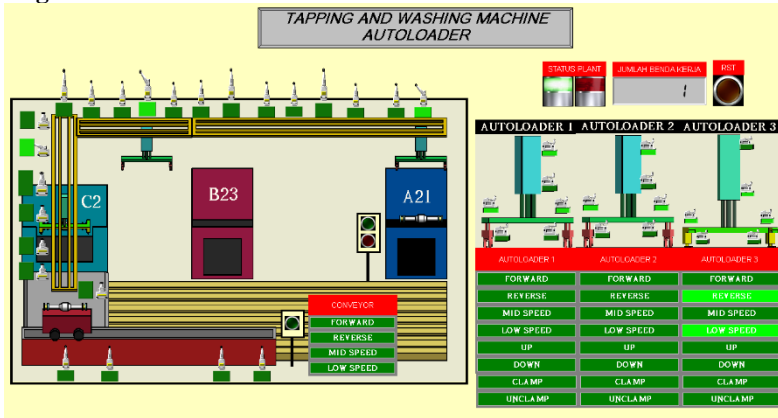 TAPPING AND WASHING MACHINE
AUTOLOADER
STATUS PLANT
JUMLAH BENDA KERJA
RST
1
AUTOLOADER 1
AUTOLOADER 2
AUTOLOADER 3
C2
B23
A21
AUTOLOADER 1
AUTOLOADER 2
AUTOLOADER 3
FORWARD
FORWARD
FORWARD
REVERSE
REVERSE
REVERSE
MID SPEED
MID SPEED
MID SPEED
LOW SPEED
LOW SPEED
LOW SPEED
UP
UP
UP
DOWN
DOWN
DOWN
CLAMP
CLAMP
CLAMP
UNCLAMP
UNCLAMP
UNCLAMP
CONVEYOR
FORWARD
REVERSE
MID SPEED
LOW SPEED